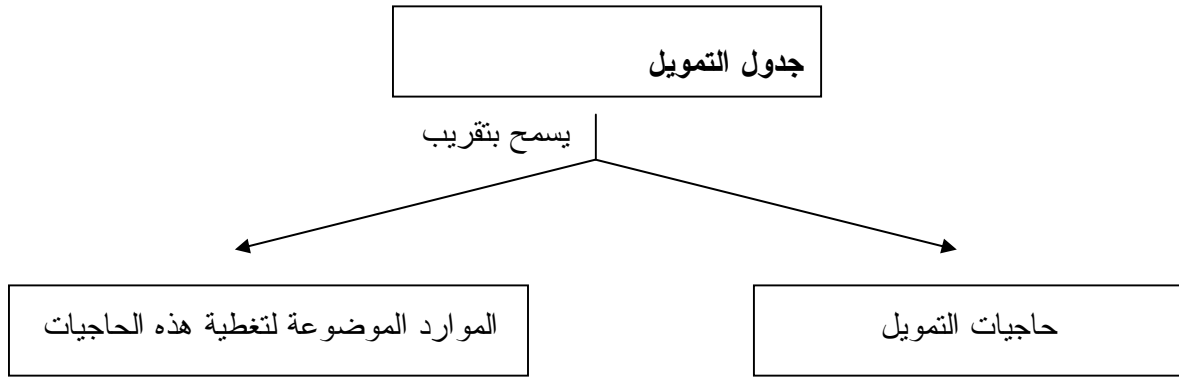 جدول التمويل
يسمح بتقريب
حاجيات التمويل
الموارد الموضوعة لتغطية هذه الحاجيات